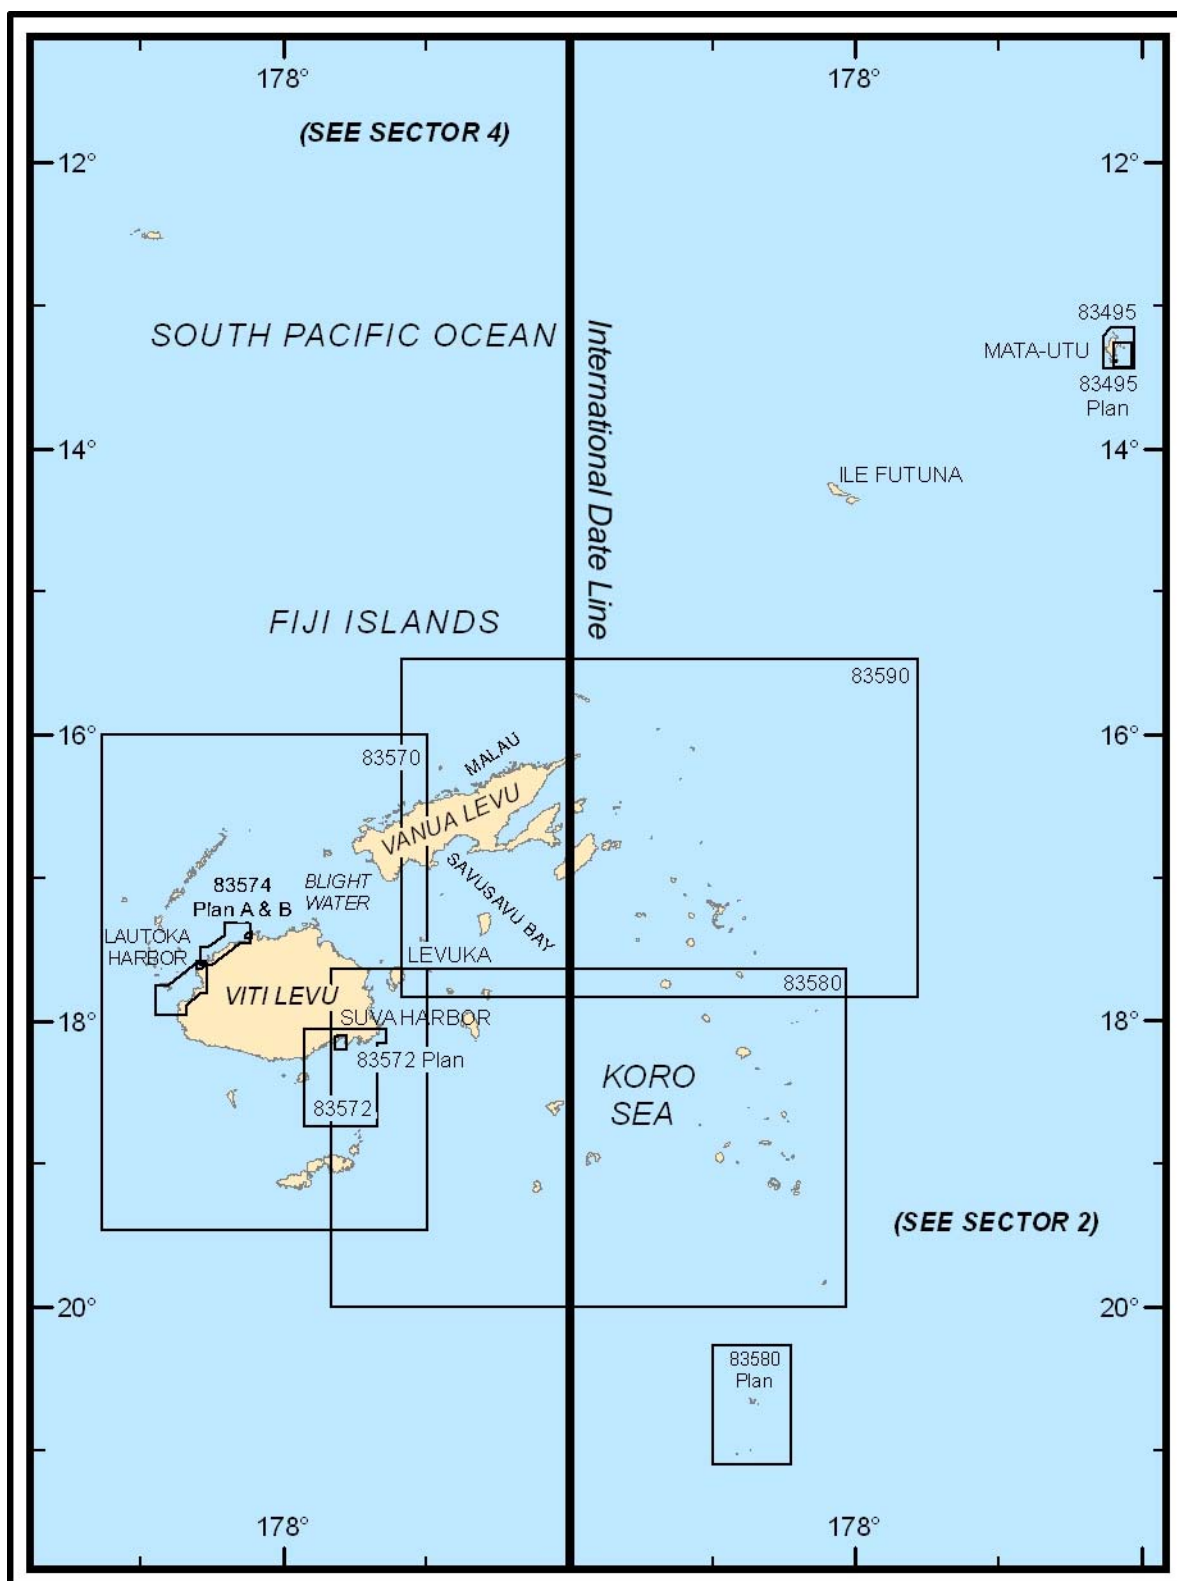 178°
178°
(SEE SECTOR 4)
12°
12°
SOUTH PACIFIC OCEAN
International Date Line
83495
MATA-UTU
83495
Plan
14°
14°
ILE FUTUNA
FIJI ISLANDS
83590
16°
16°
83570
MALAU
VANUA LEVU
SAVUSAVU BAY
BLIGHT
WATER
83574
Plan A & B
LAUTOKA
HARBOR
LEVUKA
83580
VITI LEVU
18°
18°
SUVA HARBOR
83572 Plan
83572
KORO
SEA
(SEE SECTOR 2)
20°
20°
83580
Plan
178°
178°